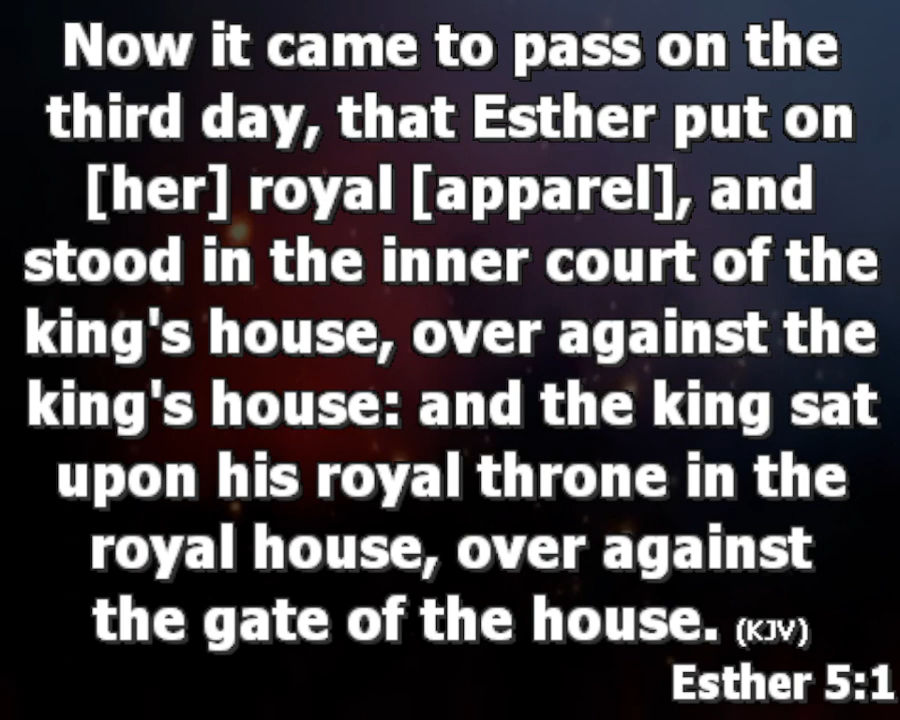 Now it came to pass on the
third day, that Esther put on
[her] royal [apparel], and
stood in the inner court of the
king's house, over against the
king's house: and the king sat
upon his royal throne in the
royal house, over against
the gate of the house. (KJV)
Esther 5:1